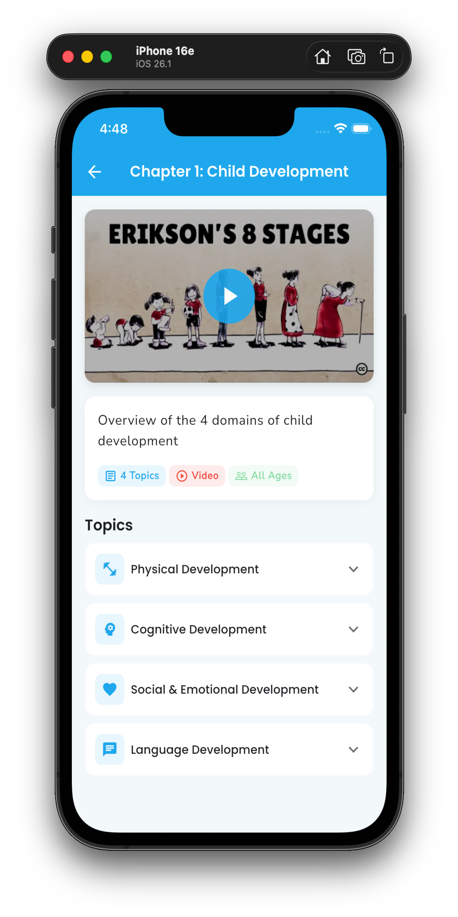 iPhone 16e
iOS 26.1
4:48
Chapter 1: Child Development
ERIKSON'S 8 STAGES
CC
Overview of the 4 domains of child
development
4 Topics
Video
All Ages
Topics
Physical Development
Cognitive Development
Social & Emotional Development
Language Development